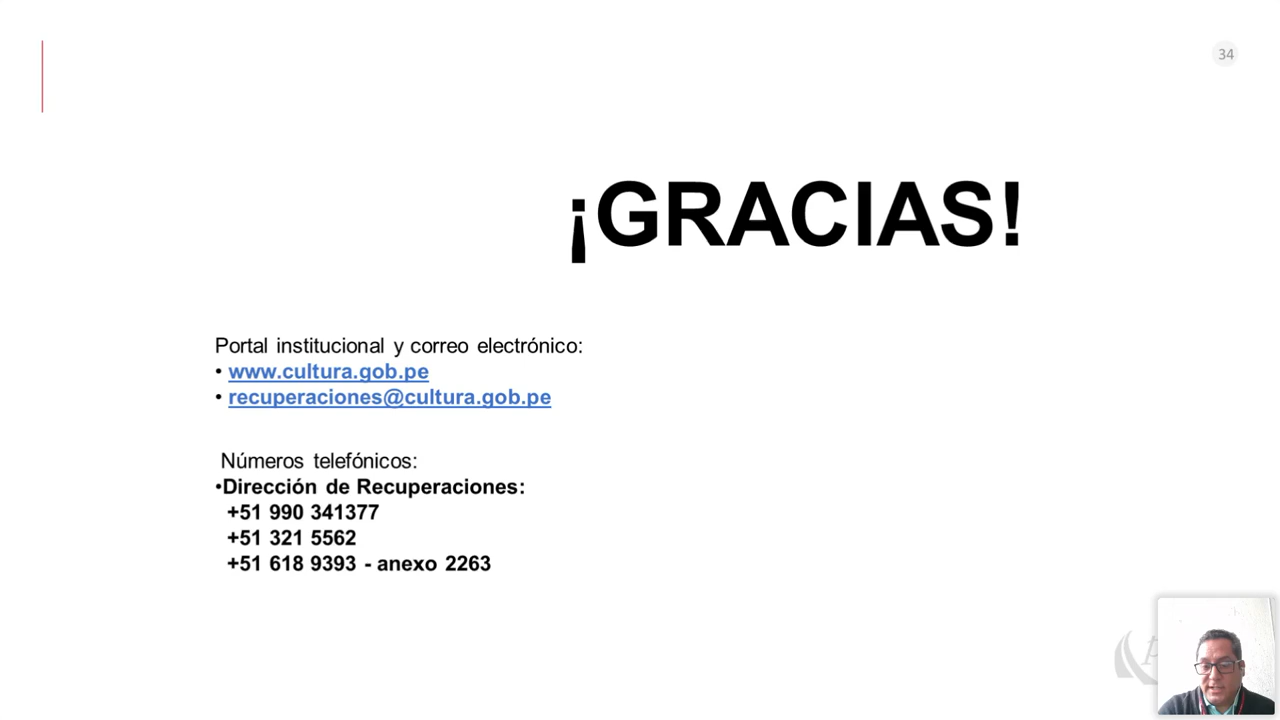 34
¡GRACIAS!
Portal institucional y correo electrónico:
• www.cultura.gob.pe
• recuperaciones@cultura.gob.pe
Números telefónicos:
•Dirección de Recuperaciones:
+51 990 341377
+51 321 5562
+51 618 9393 - anexo 2263